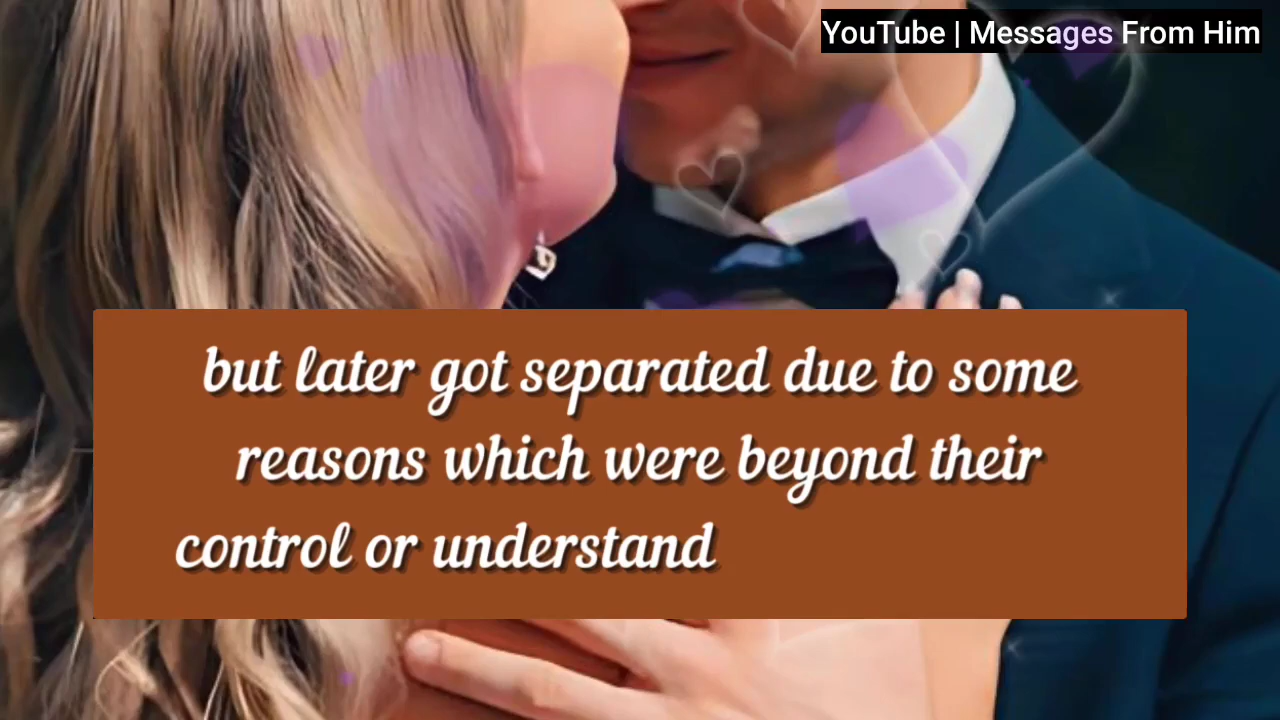 YouTube | Messages From Him
but later got separated due to some
reasons which were beyond their
control or understand